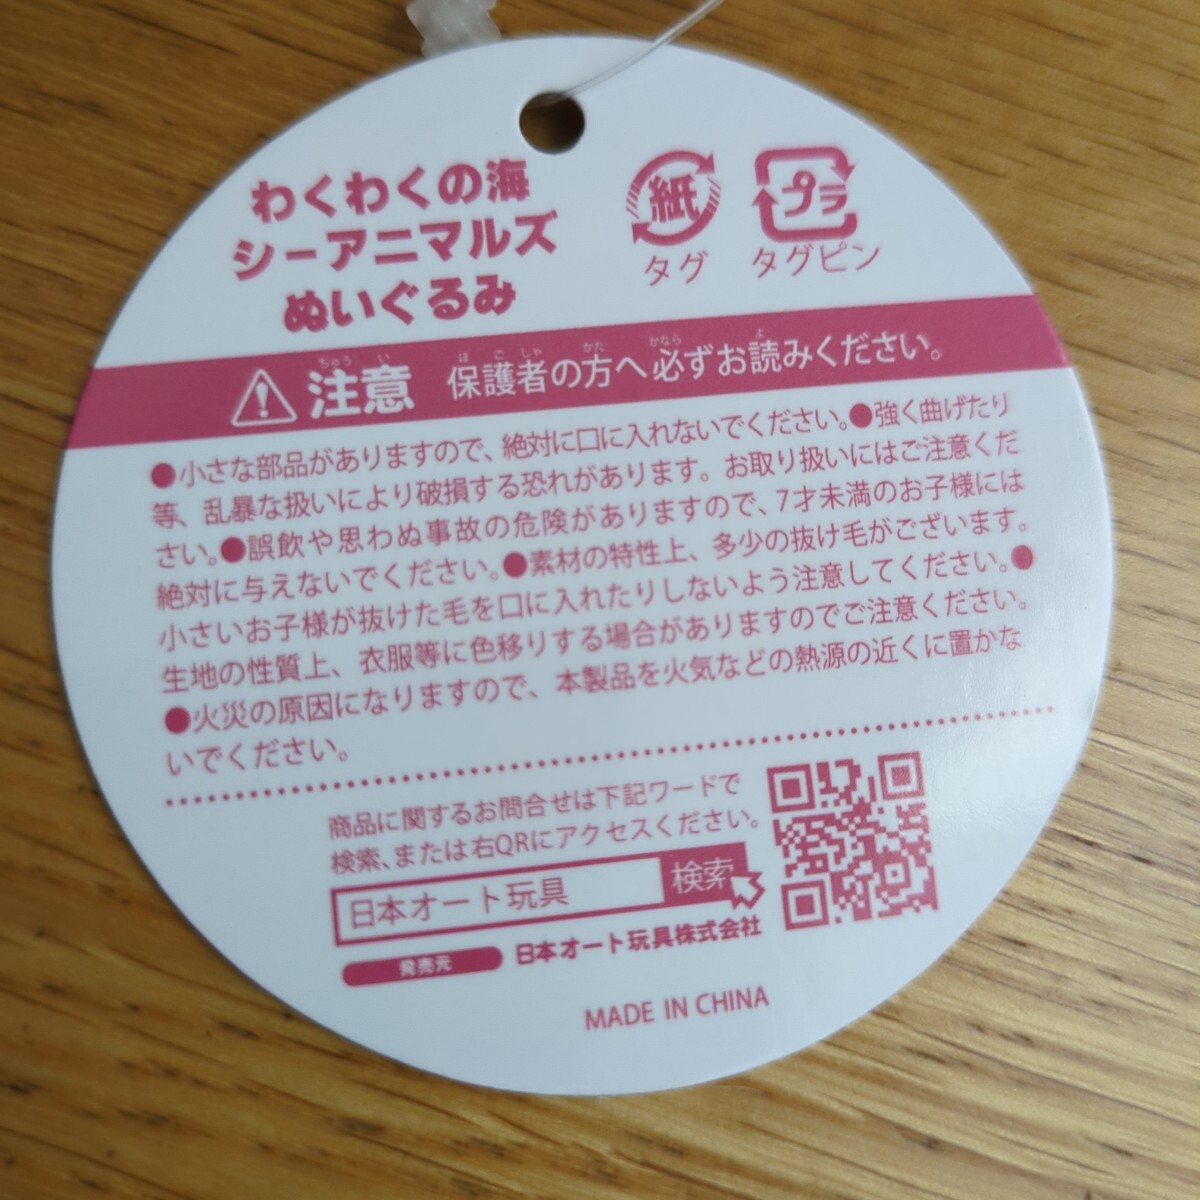 わくわくの海
シーアニマルズ
ぬいぐるみ
紙
タグ
プラ
タグピン
ちゅう い ほ ご しゃ かた かなら よ
注意 保護者の方へ必ずお読みください。
●小さな部品がありますので、絶対に口に入れないでください。●強く曲げたり
等、乱暴な扱いにより破損する恐れがあります。お取り扱いにはご注意くだ
さい。●誤飲や思わぬ事故の危険がありますので、7才未満のお子様には
絶対に与えないでください。●素材の特性上、多少の抜け毛がございます。
小さいお子様が抜けた毛を口に入れたりしないよう注意してください。●
生地の性質上、衣服等に色移りする場合がありますのでご注意ください。
●火災の原因になりますので、本製品を火気などの熱源の近くに置かな
いでください。
商品に関するお問合せは下記ワードで
検索、または右QRにアクセスください。
日本オート玩具 検索
発売元 日本オート玩具株式会社
MADE IN CHINA